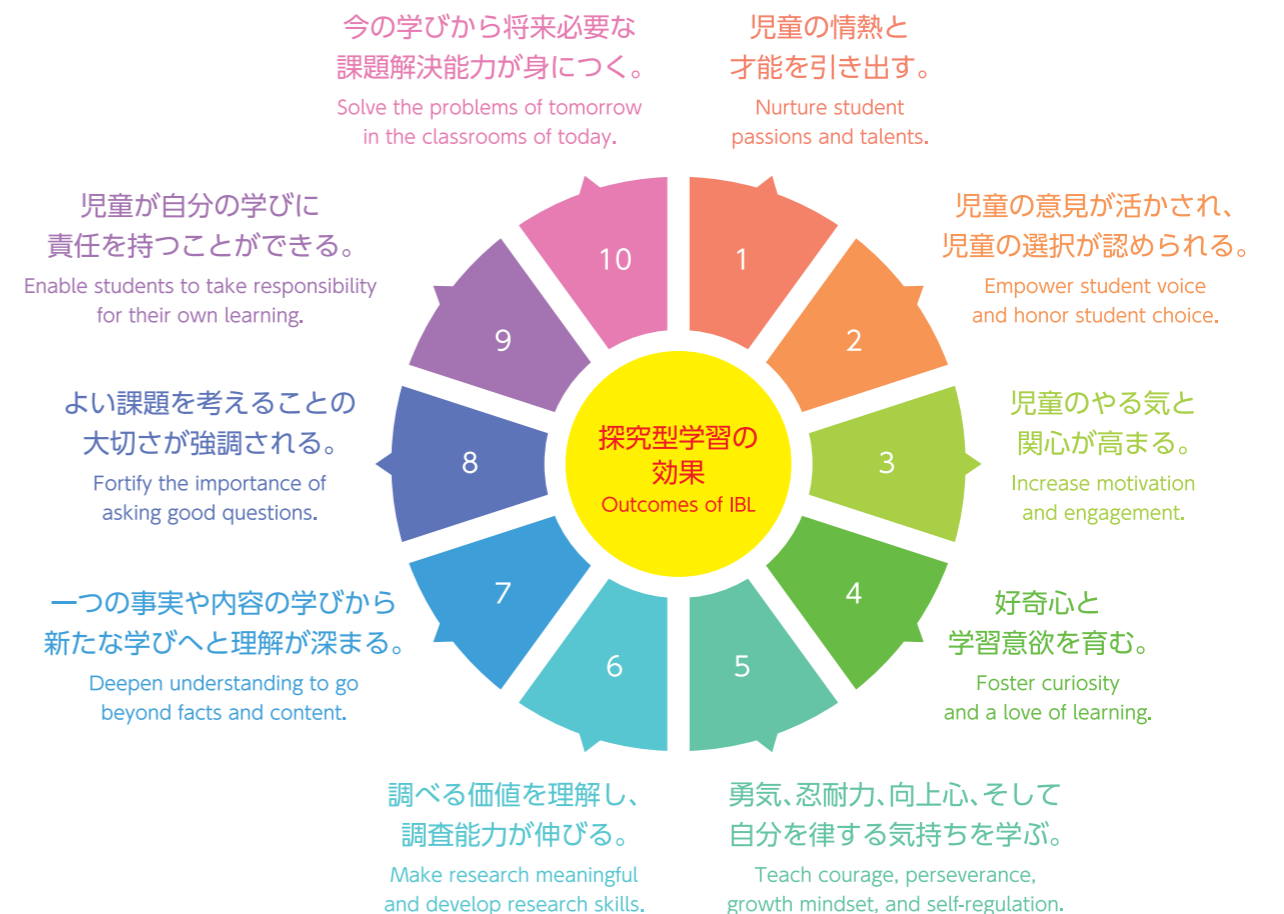 今の学びから将来必要な
課題解決能力が身につく。
Solve the problems of tomorrow
in the classrooms of today.
児童の情熱と
才能を引き出す。
Nurture student
passions and talents.
児童が自分の学びに
責任を持つことができる。
Enable students to take responsibility
for their own learning.
児童の意見が活かされ、
児童の選択が認められる。
Empower student voice
and honor student choice.
10
1
9
2
よい課題を考えることの
大切さが強調される。
Fortify the importance of
asking good questions.
8
探究型学習の
効果
Outcomes of IBL
3
児童のやる気と
関心が高まる。
Increase motivation
and engagement.
一つの事実や内容の学びから
新たな学びへと理解が深まる。
Deepen understanding to go
beyond facts and content.
7
4
好奇心と
学習意欲を育む。
Foster curiosity
and a love of learning.
6
5
調べる価値を理解し、
調査能力が伸びる。
Make research meaningful
and develop research skills.
勇気、忍耐力、向上心、そして
自分を律する気持ちを学ぶ。
Teach courage, perseverance,
growth mindset, and self-regulation.